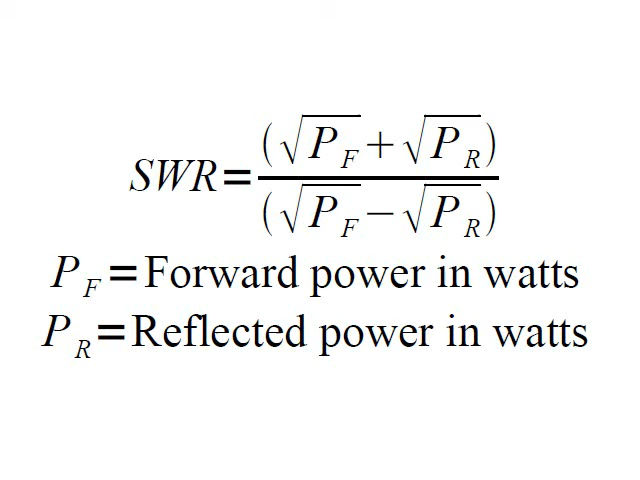 SWR = (√P_F + √P_R) / (√P_F − √P_R)
P_F = Forward power in watts
P_R = Reflected power in watts